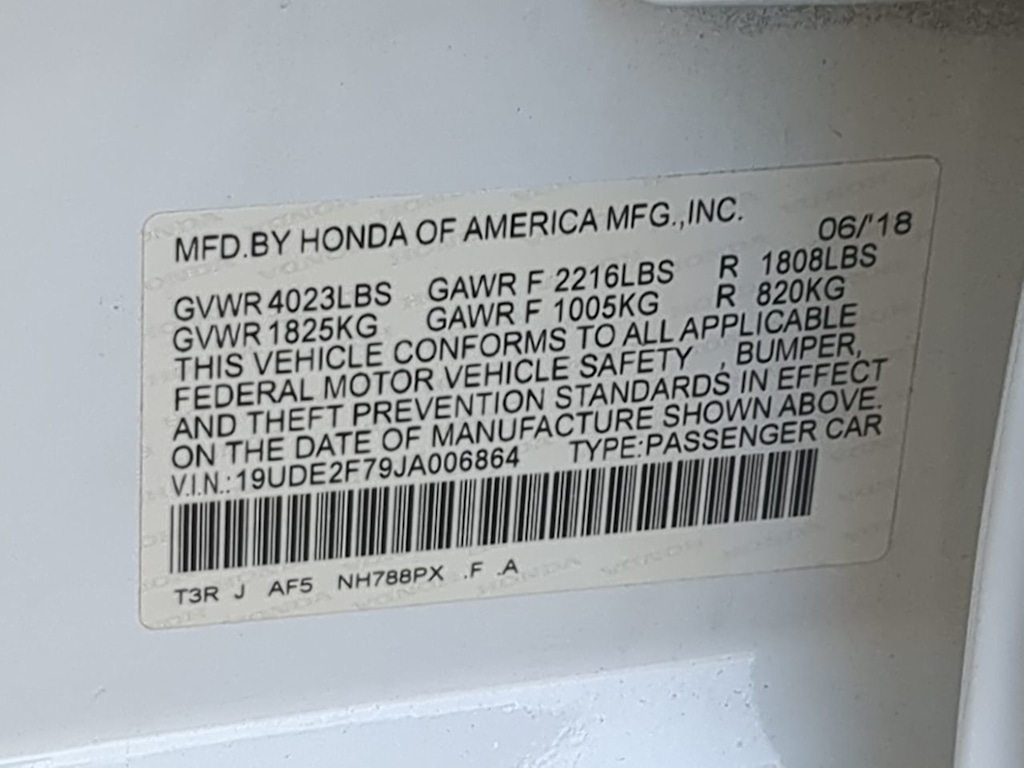 MFD.BY HONDA OF AMERICA MFG.,INC. 06/'18
GVWR 4023LBS GAWR F 2216LBS R 1808LBS
GVWR 1825KG GAWR F 1005KG R 820KG
THIS VEHICLE CONFORMS TO ALL APPLICABLE
FEDERAL MOTOR VEHICLE SAFETY , BUMPER,
AND THEFT PREVENTION STANDARDS IN EFFECT
ON THE DATE OF MANUFACTURE SHOWN ABOVE.
V.I.N.: 19UDE2F79JA006864 TYPE:PASSENGER CAR
T3R J AF5 NH788PX .F .A